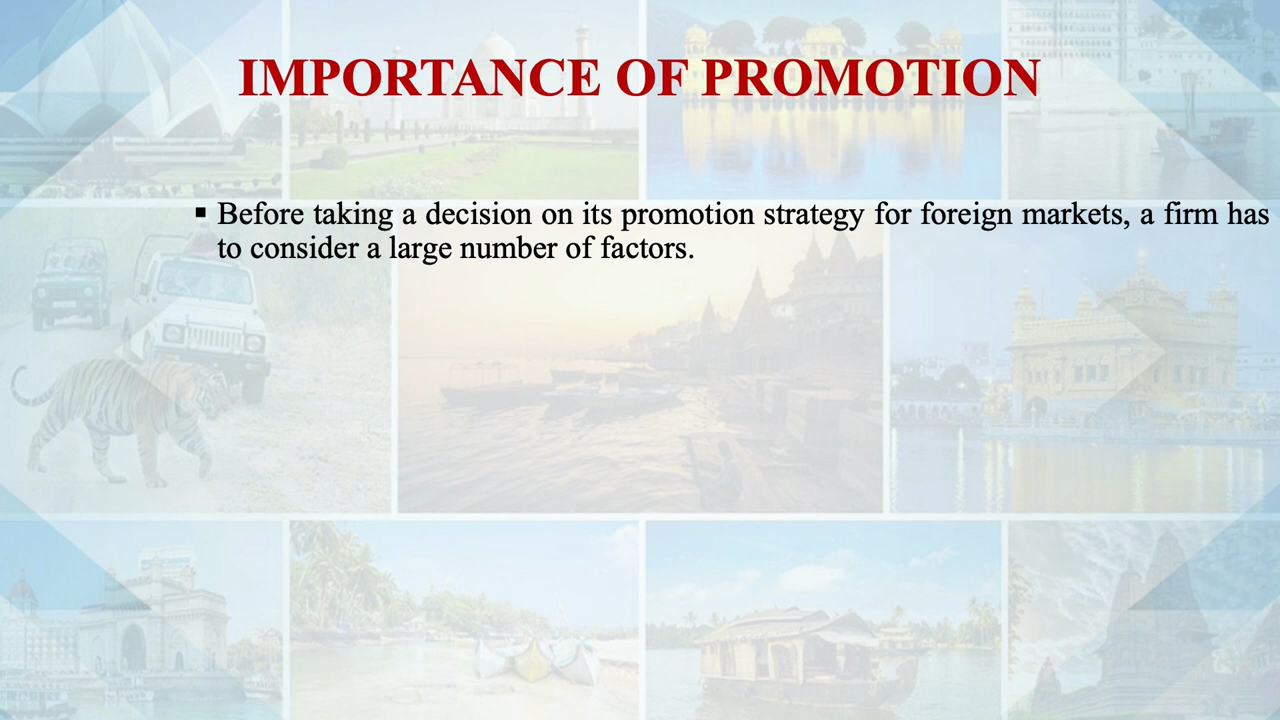 IMPORTANCE OF PROMOTION
▪ Before taking a decision on its promotion strategy for foreign markets, a firm has
to consider a large number of factors.